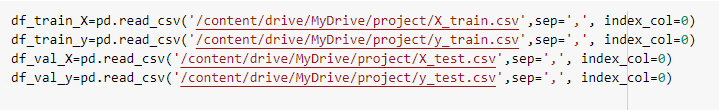 df_train_X=pd.read_csv('/content/drive/MyDrive/project/X_train.csv',sep=',', index_col=0)
df_train_y=pd.read_csv('/content/drive/MyDrive/project/y_train.csv',sep=',', index_col=0)
df_val_X=pd.read_csv('/content/drive/MyDrive/project/X_test.csv',sep=',', index_col=0)
df_val_y=pd.read_csv('/content/drive/MyDrive/project/y_test.csv',sep=',', index_col=0)